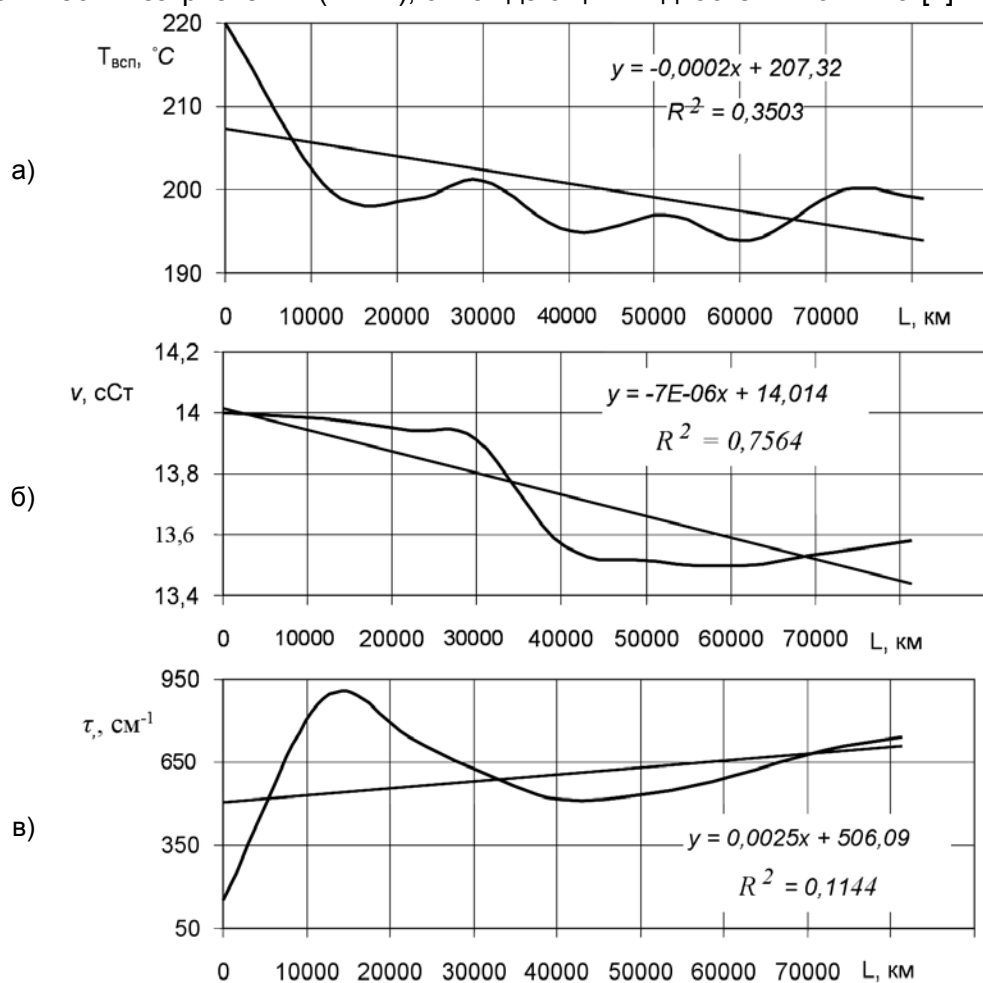 220
Tвсп, °C
y = -0,0002x + 207,32
R² = 0,3503
210
а)
200
190
0 10000 20000 30000 40000 50000 60000 70000 L, км
14,2
ν, сСт
y = -7E-06x + 14,014
R² = 0,7564
14
13,8
б)
13,6
13,4
0 10000 20000 30000 40000 50000 60000 70000 L, км
950
τ, см⁻¹
650
350
в)
y = 0,0025x + 506,09
R² = 0,1144
50
0 10000 20000 30000 40000 50000 60000 70000 L, км